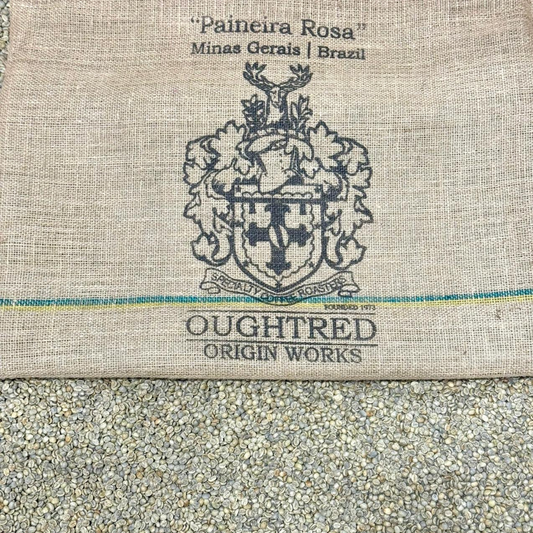 "Paineira Rosa"
Minas Gerais | Brazil
SPECIALTY COFFEE ROASTERS
FOUNDED 1973
OUGHTRED
ORIGIN WORKS